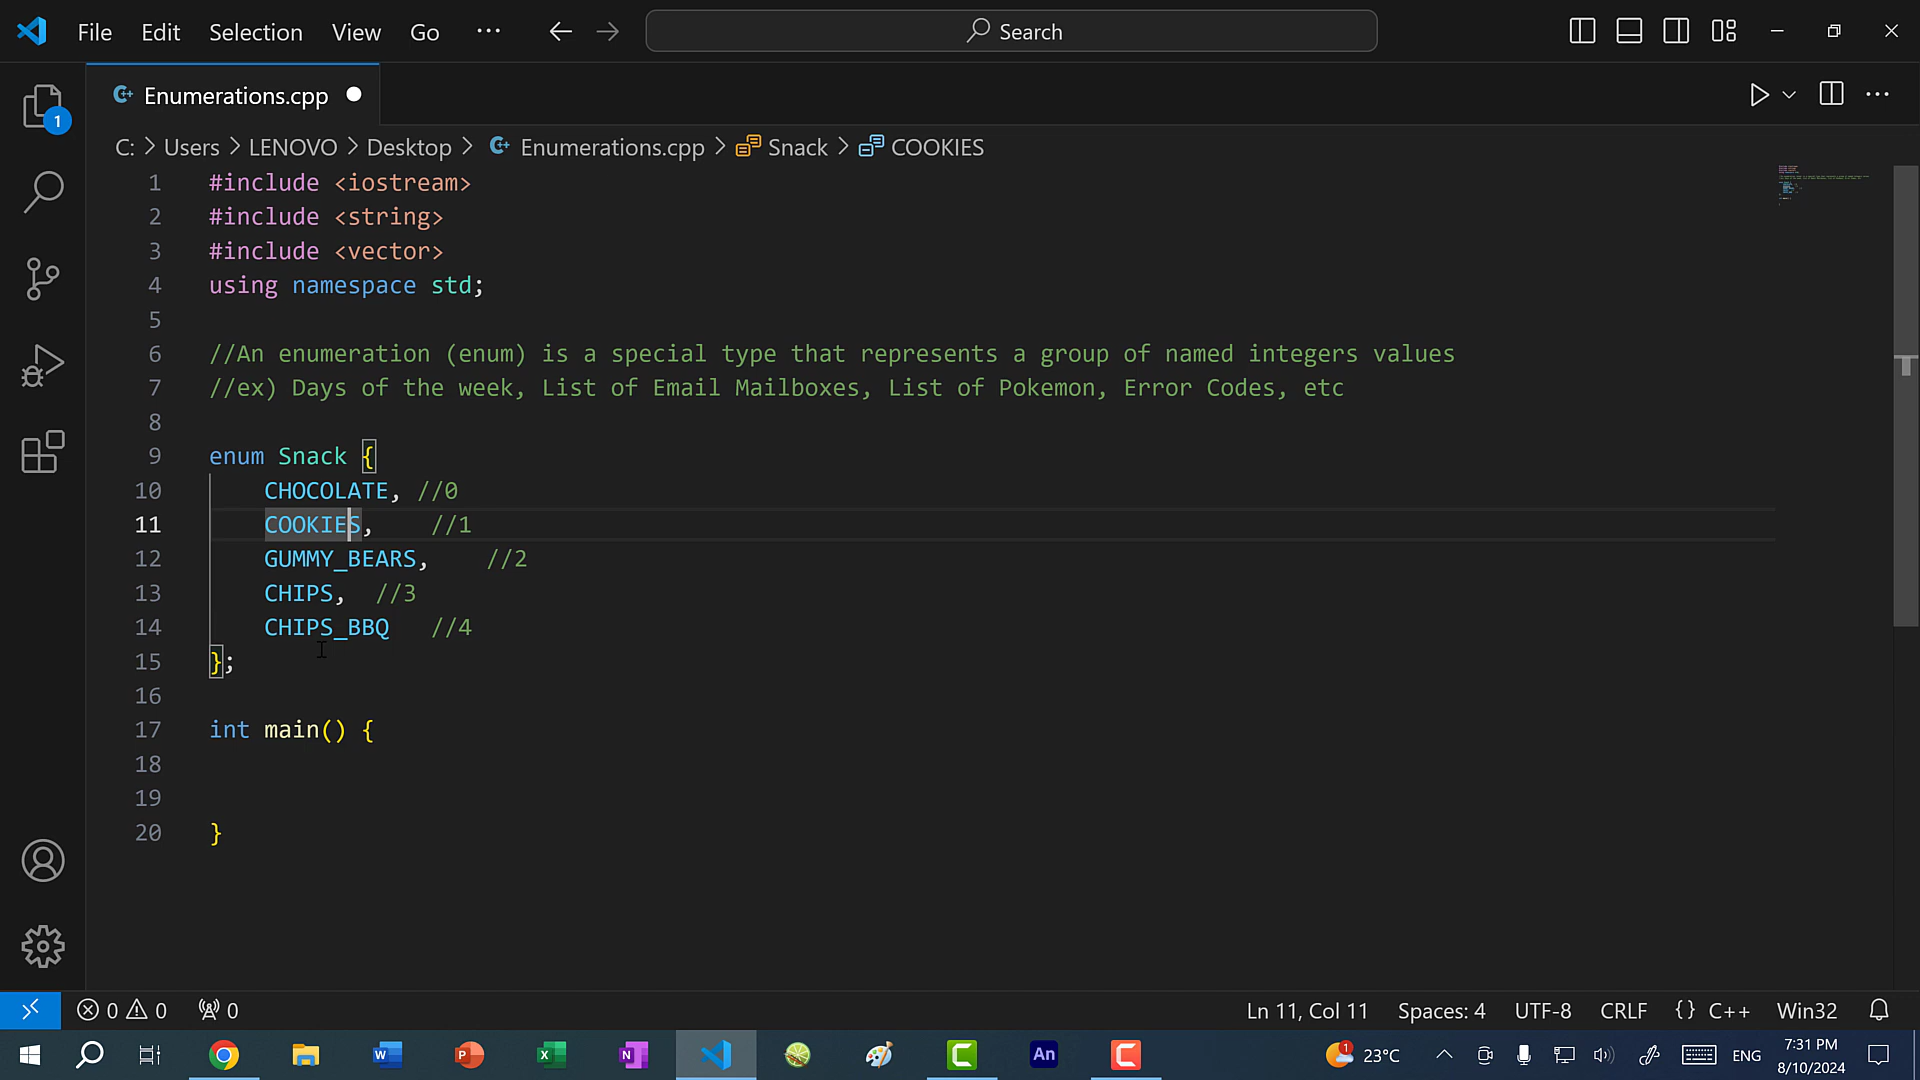 File Edit Selection View Go ··· Search
Enumerations.cpp
1
C: > Users > LENOVO > Desktop > Enumerations.cpp > Snack > COOKIES
1 #include <iostream>
2 #include <string>
3 #include <vector>
4 using namespace std;
5
6 //An enumeration (enum) is a special type that represents a group of named integers values
7 //ex) Days of the week, List of Email Mailboxes, List of Pokemon, Error Codes, etc
8
9 enum Snack {
10 CHOCOLATE, //0
11 COOKIES, //1
12 GUMMY_BEARS, //2
13 CHIPS, //3
14 CHIPS_BBQ //4
15 };
16
17 int main() {
18
19
20 }
0 0 0 Ln 11, Col 11 Spaces: 4 UTF-8 CRLF {} C++ Win32
W P X N An 1 23°C ENG 7:31 PM
8/10/2024